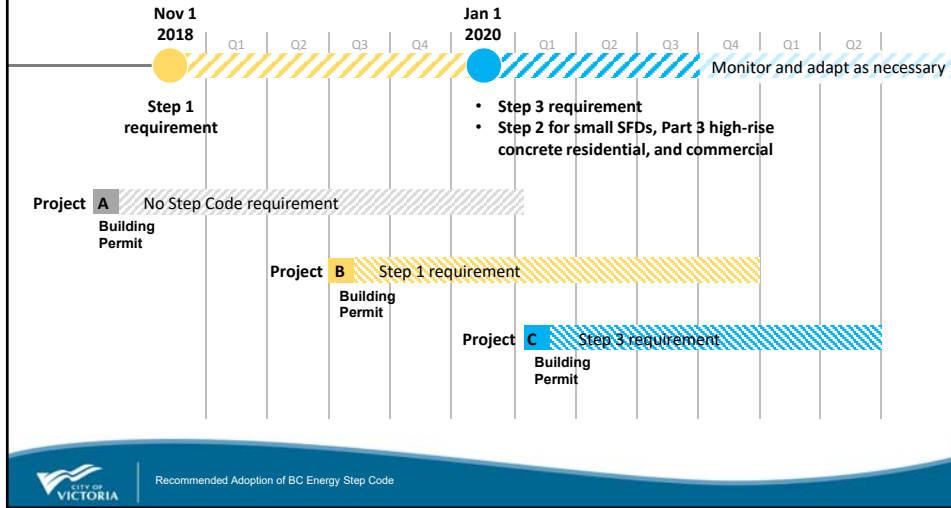 Nov 1
2018
Jan 1
2020
Q1
Q2
Q3
Q4
Q1
Q2
Q3
Q4
Q1
Q2
Monitor and adapt as necessary
Step 1
requirement
• Step 3 requirement
• Step 2 for small SFDs, Part 3 high-rise
concrete residential, and commercial
Project A No Step Code requirement
Building
Permit
Project B Step 1 requirement
Building
Permit
Project C Step 3 requirement
Building
Permit
CITY OF
VICTORIA
Recommended Adoption of BC Energy Step Code